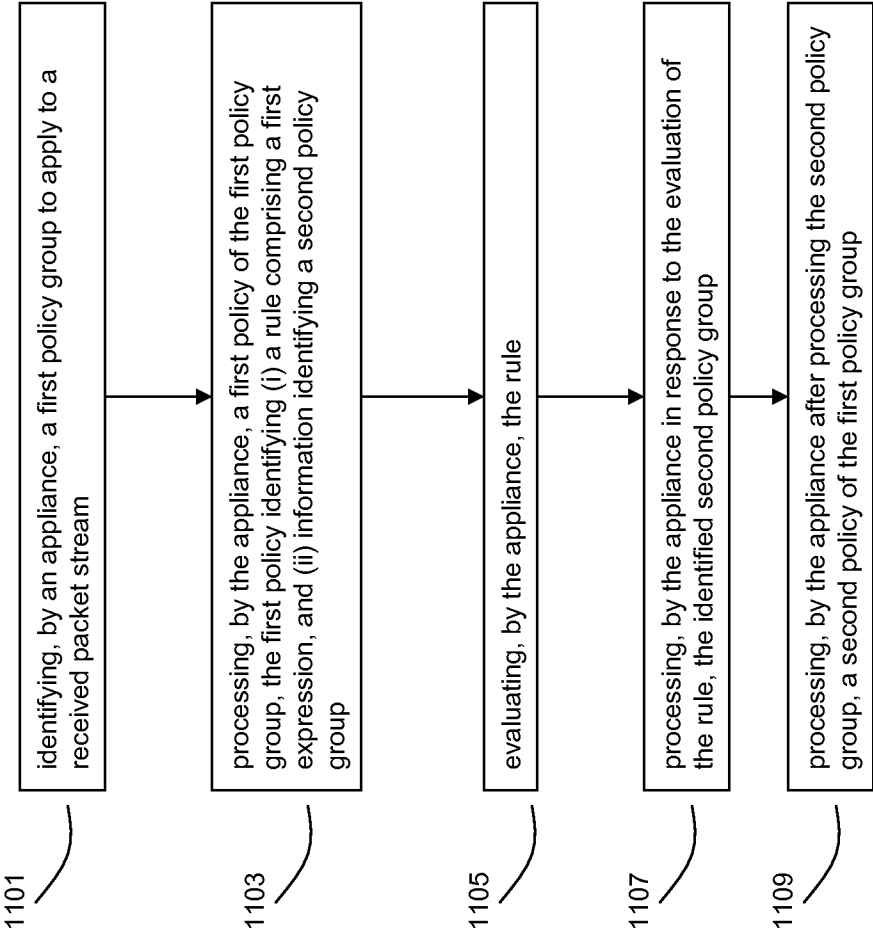 1101
identifying, by an appliance, a first policy group to apply to a
received packet stream
1103
processing, by the appliance, a first policy of the first policy
group, the first policy identifying (i) a rule comprising a first
expression, and (ii) information identifying a second policy
group
1105
evaluating, by the appliance, the rule
1107
processing, by the appliance in response to the evaluation of
the rule, the identified second policy group
1109
processing, by the appliance after processing the second policy
group, a second policy of the first policy group